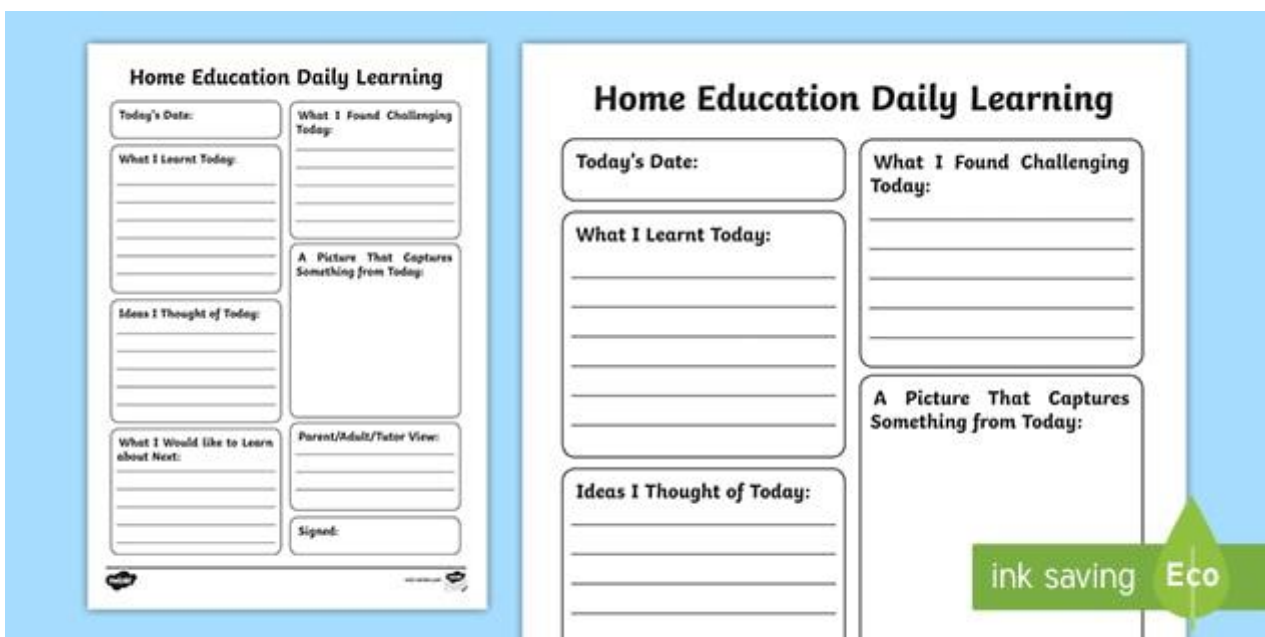 Home Education Daily Learning
Today's Date:
What I Learnt Today:
Ideas I Thought of Today:
What I Would like to Learn
about Next:
What I Found Challenging
Today:
A Picture That Captures
Something from Today:
Parent/Adult/Tutor View:
Signed:
Home Education Daily Learning
Today's Date:
What I Learnt Today:
Ideas I Thought of Today:
What I Found Challenging
Today:
A Picture That Captures
Something from Today:
ink saving
Eco